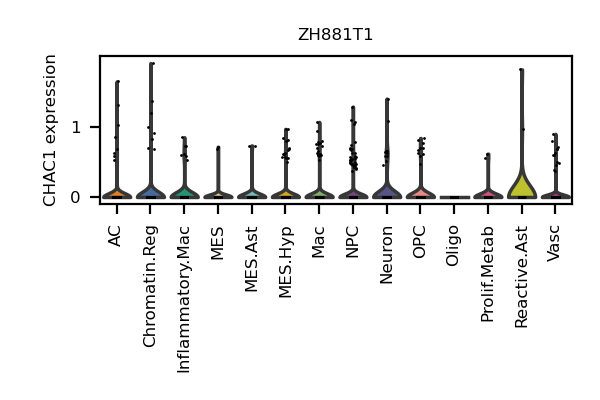 ZH881T1
CHAC1 expression
1
0
AC
Chromatin.Reg
Inflammatory.Mac
MES
MES.Ast
MES.Hyp
Mac
NPC
Neuron
OPC
Oligo
Prolif.Metab
Reactive.Ast
Vasc